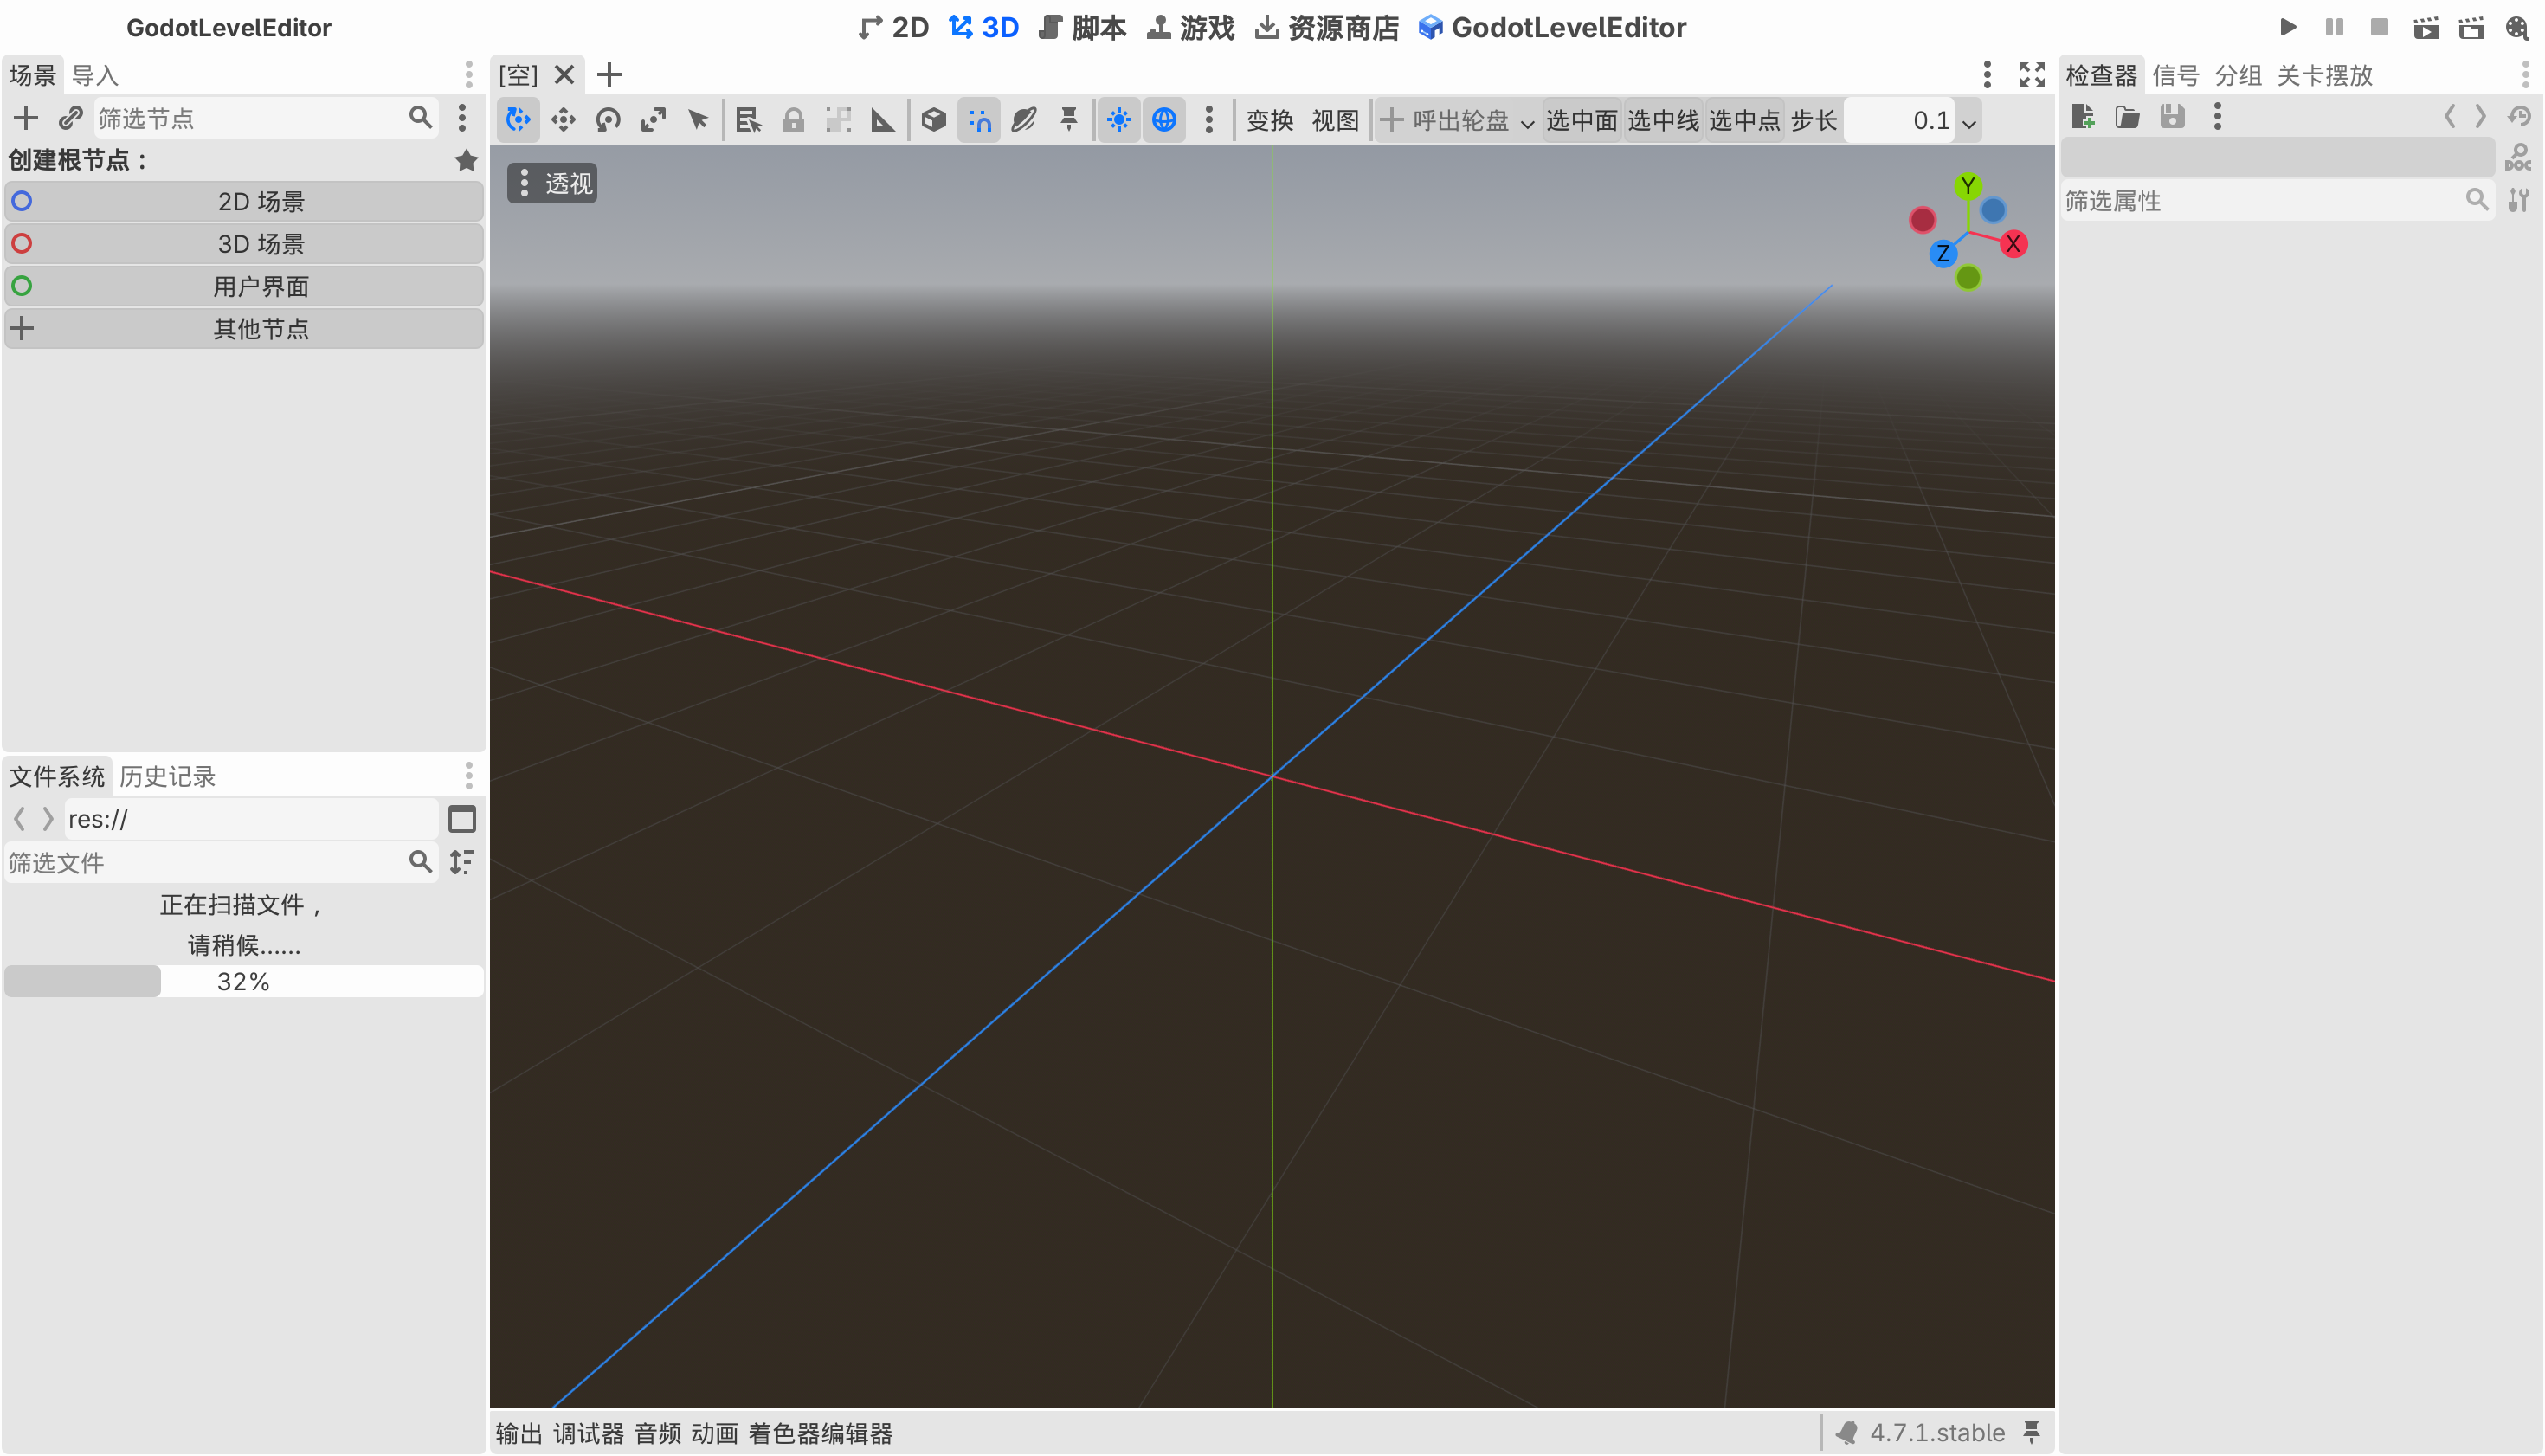 GodotLevelEditor
2D 3D 脚本 游戏 资源商店 GodotLevelEditor
场景 导入
筛选节点
创建根节点：
2D 场景
3D 场景
用户界面
其他节点
文件系统 历史记录
res://
筛选文件
正在扫描文件，
请稍候......
32%
[空]
变换 视图 呼出轮盘 选中面 选中线 选中点 步长 0.1
透视
Y
X
Z
输出 调试器 音频 动画 着色器编辑器
4.7.1.stable
检查器 信号 分组 关卡摆放
DOC
筛选属性